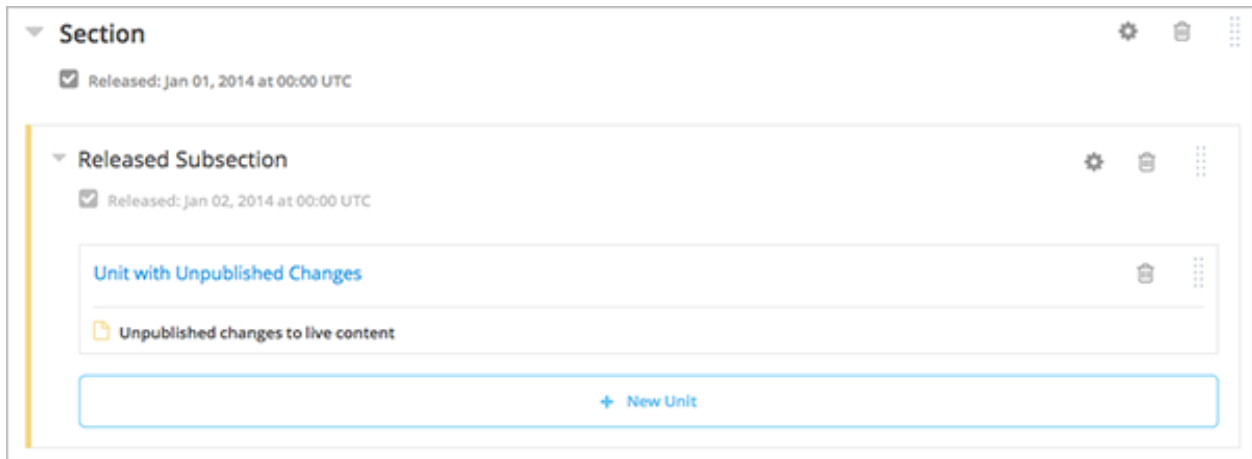 Section
Released: Jan 01, 2014 at 00:00 UTC
Released Subsection
Released: Jan 02, 2014 at 00:00 UTC
Unit with Unpublished Changes
Unpublished changes to live content
+ New Unit